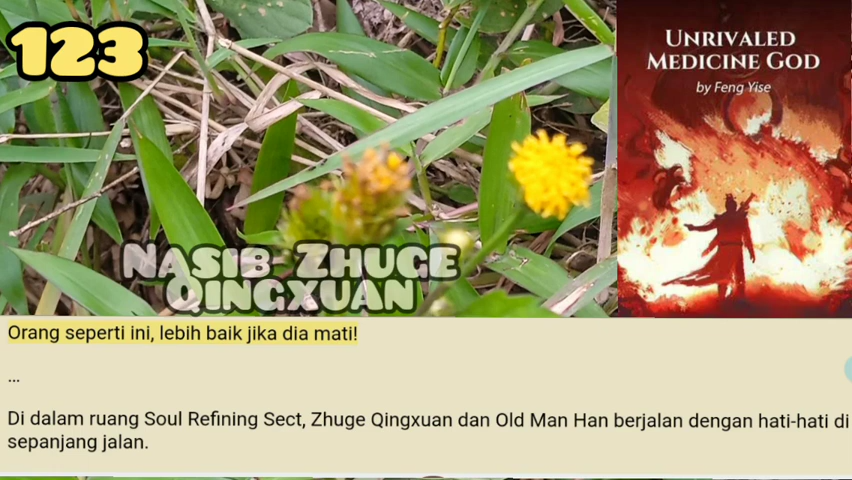 123
UNRIVALED
MEDICINE GOD
by Feng Yise
NASIB ZHUGE
QINGXUAN
Orang seperti ini, lebih baik jika dia mati!
...
Di dalam ruang Soul Refining Sect, Zhuge Qingxuan dan Old Man Han berjalan dengan hati-hati di
sepanjang jalan.